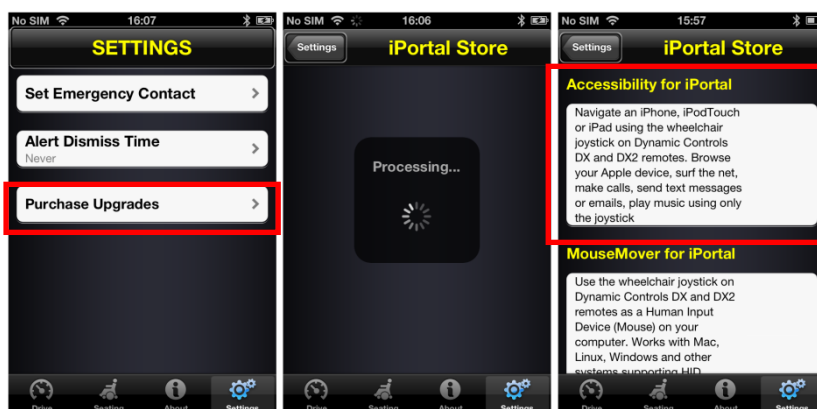 No SIM 16:07
SETTINGS
Set Emergency Contact
Alert Dismiss Time
Never
Purchase Upgrades
Drive Seating About Settings
No SIM 16:06
Settings iPortal Store
Processing...
Drive Seating About Settings
No SIM 15:57
Settings iPortal Store
Accessibility for iPortal
Navigate an iPhone, iPodTouch
or iPad using the wheelchair
joystick on Dynamic Controls
DX and DX2 remotes. Browse
your Apple device, surf the net,
make calls, send text messages
or emails, play music using only
the joystick
MouseMover for iPortal
Use the wheelchair joystick on
Dynamic Controls DX and DX2
remotes as a Human Input
Device (Mouse) on your
computer. Works with Mac,
Linux, Windows and other
systems supporting HID
Drive Seating About Settings